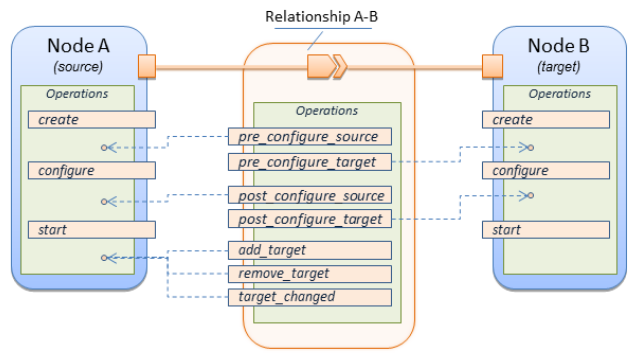 Relationship A-B
Node A
(source)
Operations
create
configure
start
Operations
pre_configure_source
pre_configure_target
post_configure_source
post_configure_target
add_target
remove_target
target_changed
Node B
(target)
Operations
create
configure
start